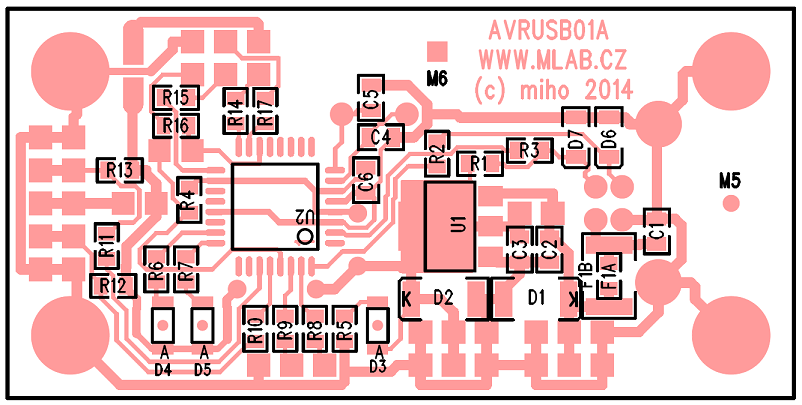 AVRUSB01A
WWW.MLAB.CZ
(c) miho 2014
M6
R15
R14
R17
C5
R16
C4
D7
D6
R2
R3
R1
R13
C6
M5
R4
U2
U1
C1
R11
C3
C2
R6
R7
F1B
F1A
R12
K
D2
D1
K
R10
R9
R8
R5
A
A
A
D4
D5
D3